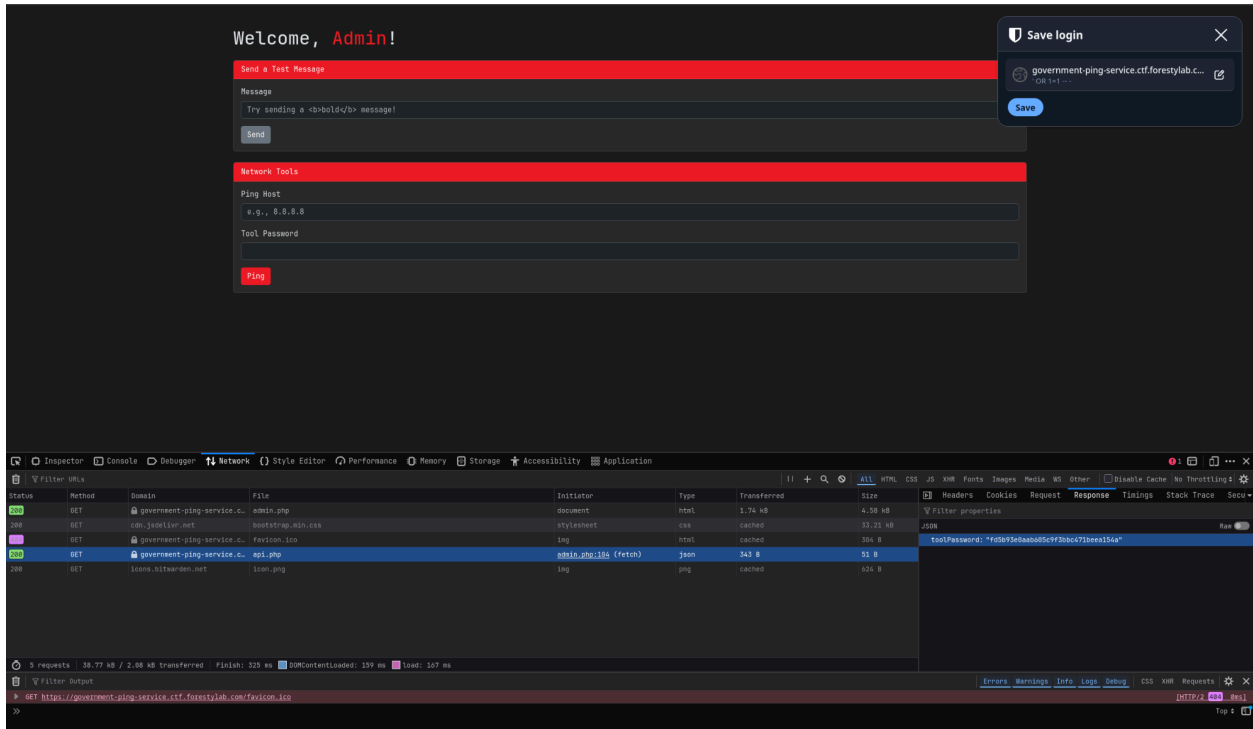 Welcome, Admin!
Send a Test Message
Message
Try sending a <b>bold</b> message!
Send
Network Tools
Ping Host
e.g., 8.8.8.8
Tool Password
Ping
Save login
government-ping-service.ctf.forestylab.c...
' OR 1=1 -- -
Save
Inspector Console Debugger Network Style Editor Performance Memory Storage Accessibility Application 1
Filter URLs
All HTML CSS JS XHR Fonts Images Media WS Other Disable Cache No Throttling
Status Method Domain File Initiator Type Transferred Size
200 GET government-ping-service.c… admin.php document html 1.74 kB 4.58 kB
200 GET cdn.jsdelivr.net bootstrap.min.css stylesheet css cached 33.21 kB
GET government-ping-service.c… favicon.ico img html cached 306 B
200 GET government-ping-service.c… api.php admin.php:104 (fetch) json 343 B 51 B
200 GET icons.bitwarden.net icon.png img png cached 626 B
Headers Cookies Request Response Timings Stack Trace Secu
Filter properties
JSON Raw
toolPassword: "fd5b93e0aab605c9f3bbc471beea154a"
5 requests 38.77 kB / 2.08 kB transferred Finish: 325 ms DOMContentLoaded: 159 ms load: 167 ms
Filter Output
Errors Warnings Info Logs Debug CSS XHR Requests
GET https://government-ping-service.ctf.forestylab.com/favicon.ico [HTTP/2 404 0ms]
Top